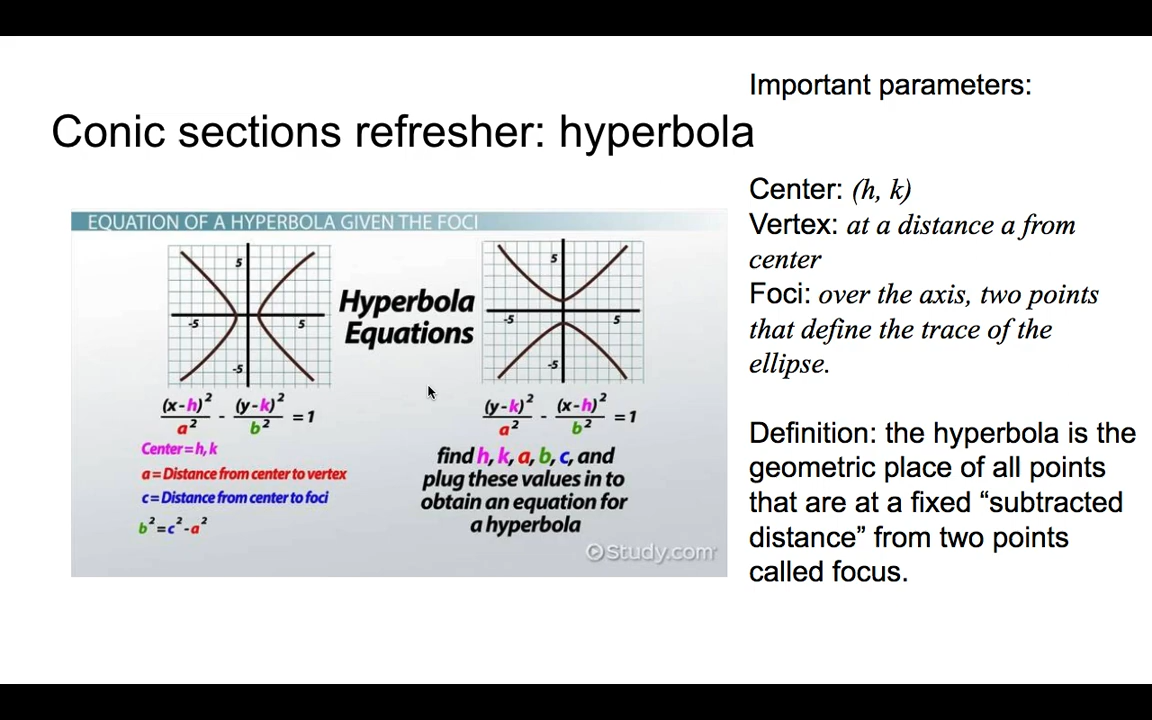 Important parameters:
Conic sections refresher: hyperbola
Center: (h, k)
Vertex: at a distance a from
center
Foci: over the axis, two points
that define the trace of the
ellipse.
Definition: the hyperbola is the
geometric place of all points
that are at a fixed “subtracted
distance” from two points
called focus.
EQUATION OF A HYPERBOLA GIVEN THE FOCI
5
-5
5
-5
Hyperbola
Equations
5
-5
5
-5
(x-h)² / a² - (y-k)² / b² = 1
Center=h, k
a=Distance from center to vertex
c=Distance from center to foci
b²=c²-a²
(y-k)² / a² - (x-h)² / b² = 1
find h, k, a, b, c, and
plug these values in to
obtain an equation for
a hyperbola
Study.com